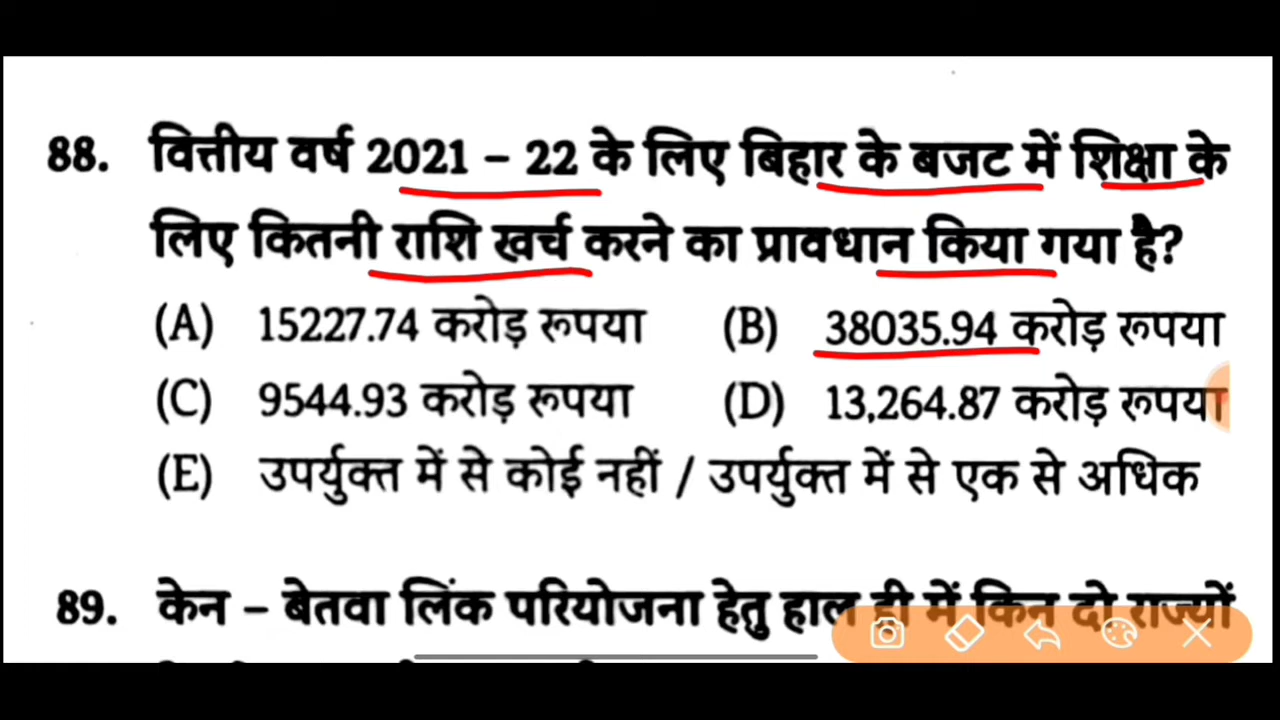 88. वित्तीय वर्ष 2021 – 22 के लिए बिहार के बजट में शिक्षा के
लिए कितनी राशि खर्च करने का प्रावधान किया गया है?
(A) 15227.74 करोड़ रूपया (B) 38035.94 करोड़ रूपया
(C) 9544.93 करोड़ रूपया (D) 13,264.87 करोड़ रूपया
(E) उपर्युक्त में से कोई नहीं / उपर्युक्त में से एक से अधिक
89. केन – बेतवा लिंक परियोजना हेतु हाल ही में किन दो राज्यों